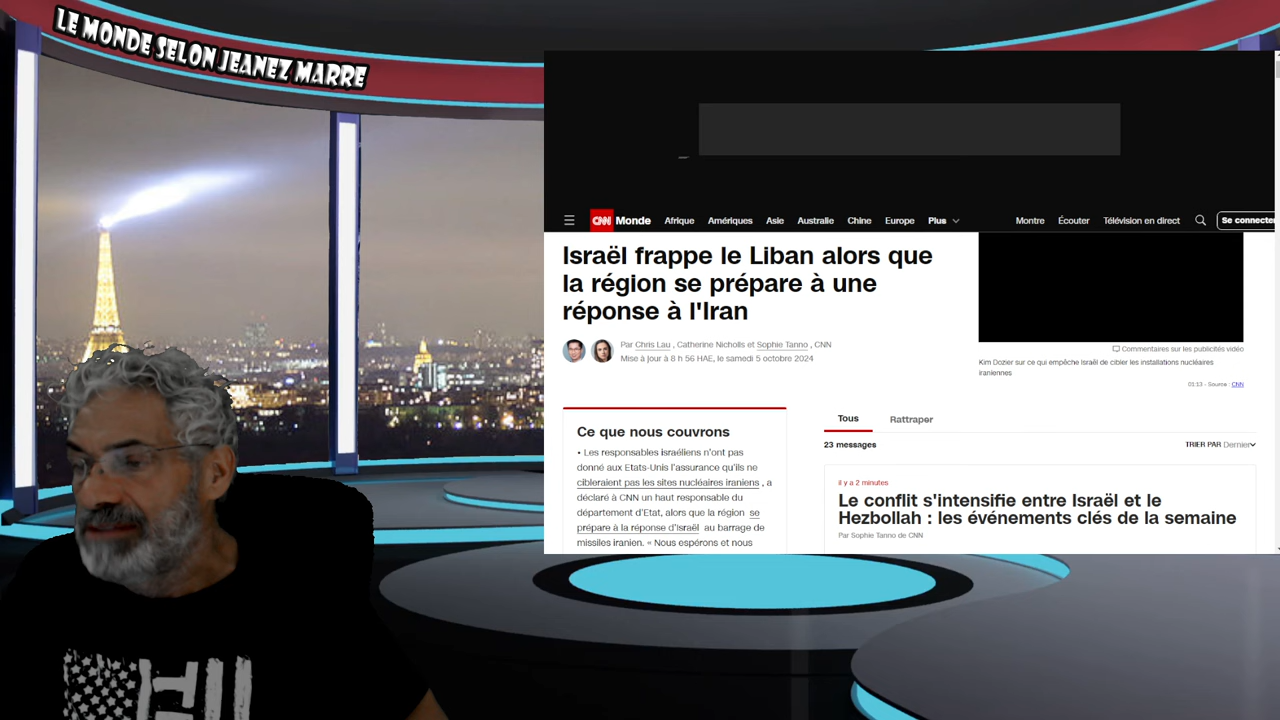 LE MONDE SELON JEANEZ MARRE
CNN Monde Afrique Amériques Asie Australie Chine Europe Plus Montre Écouter Télévision en direct Se connecter
Israël frappe le Liban alors que
la région se prépare à une
réponse à l'Iran
Par Chris Lau , Catherine Nicholls et Sophie Tanno , CNN
Mise à jour à 8 h 56 HAE, le samedi 5 octobre 2024
Commentaires sur les publicités vidéo
Kim Dozier sur ce qui empêche Israël de cibler les installations nucléaires
iraniennes
01:13 - Source : CNN
Ce que nous couvrons
• Les responsables israéliens n'ont pas
donné aux Etats-Unis l'assurance qu'ils ne
cibleraient pas les sites nucléaires iraniens , a
déclaré à CNN un haut responsable du
département d'Etat, alors que la région se
prépare à la réponse d'Israël au barrage de
missiles iranien. « Nous espérons et nous
Tous Rattraper
23 messages TRIER PAR Dernier
il y a 2 minutes
Le conflit s'intensifie entre Israël et le
Hezbollah : les événements clés de la semaine
Par Sophie Tanno de CNN